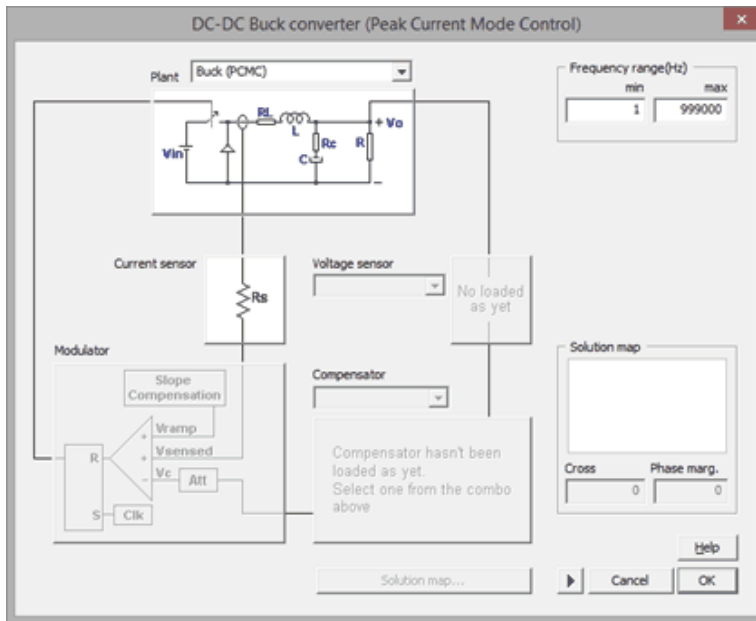 DC-DC Buck converter (Peak Current Mode Control)
Plant
Buck (PCMC)
Frequency range(Hz)
min
max
1
999000
RL
L
+ Vo
Rc
R
Vin
C
-
Current sensor
Voltage sensor
Rs
No loaded
as yet
Modulator
Solution map
Slope
Compensation
Compensator
Vramp
R
Vsensed
Vc
Att
S
Clk
Compensator hasn't been
loaded as yet.
Select one from the combo
above
Cross
Phase marg.
0
0
Help
Solution map...
Cancel
OK